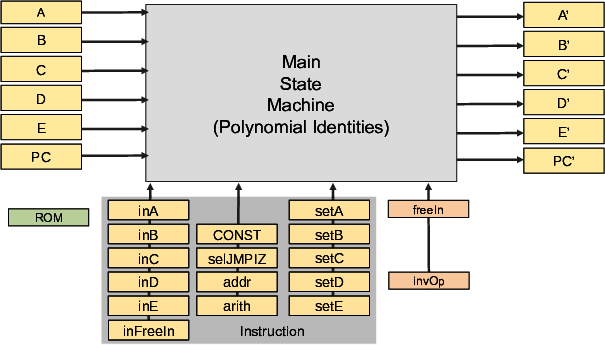 A
B
C
D
E
PC
Main
State
Machine
(Polynomial Identities)
A'
B'
C'
D'
E'
PC'
ROM
inA
inB
inC
inD
inE
inFreeIn
CONST
selJMPIZ
addr
arith
setA
setB
setC
setD
setE
Instruction
freeIn
invOp